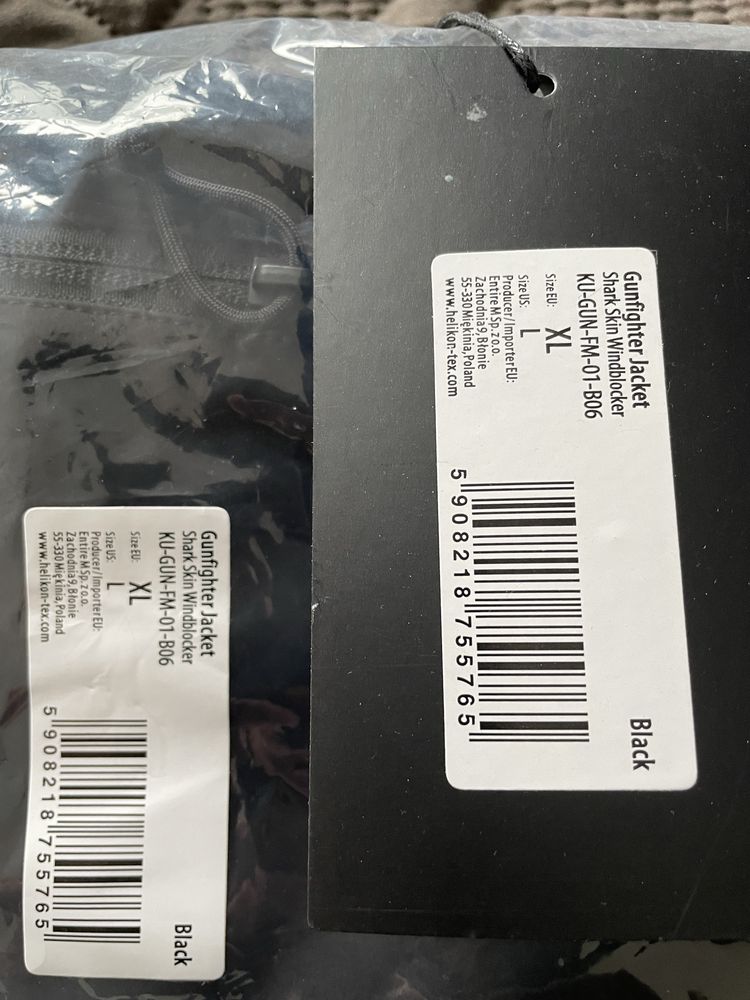 Gunfighter Jacket
Shark Skin Windblocker
KU-GUN-FM-01-B06
Size EU: XL
Size US: L
Producer/Importer EU:
Entire M Sp. z o.o.
Zachodnia 9, Błonie
55-330 Miękinia, Poland
www.helikon-tex.com
5 908218 755765
Black
Gunfighter Jacket
Shark Skin Windblocker
KU-GUN-FM-01-B06
Size EU: XL
Size US: L
Producer/Importer EU:
Entire M Sp. z o.o.
Zachodnia 9, Błonie
55-330 Miękinia, Poland
www.helikon-tex.com
5 908218 755765
Black